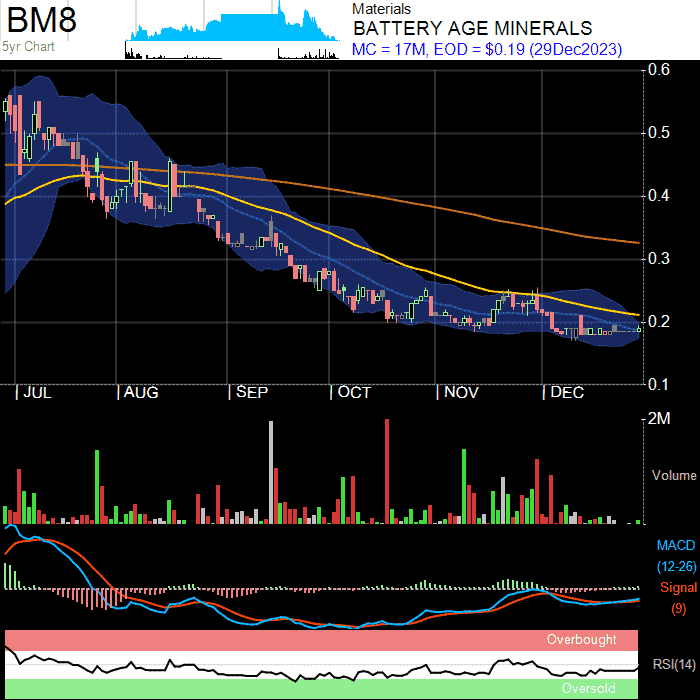 BM8
5yr Chart
Materials
BATTERY AGE MINERALS
MC = 17M, EOD = $0.19 (29Dec2023)
0.6
0.5
0.4
0.3
0.2
0.1
JUL AUG SEP OCT NOV DEC
2M
Volume
MACD
(12-26)
Signal
(9)
Overbought
RSI(14)
Oversold